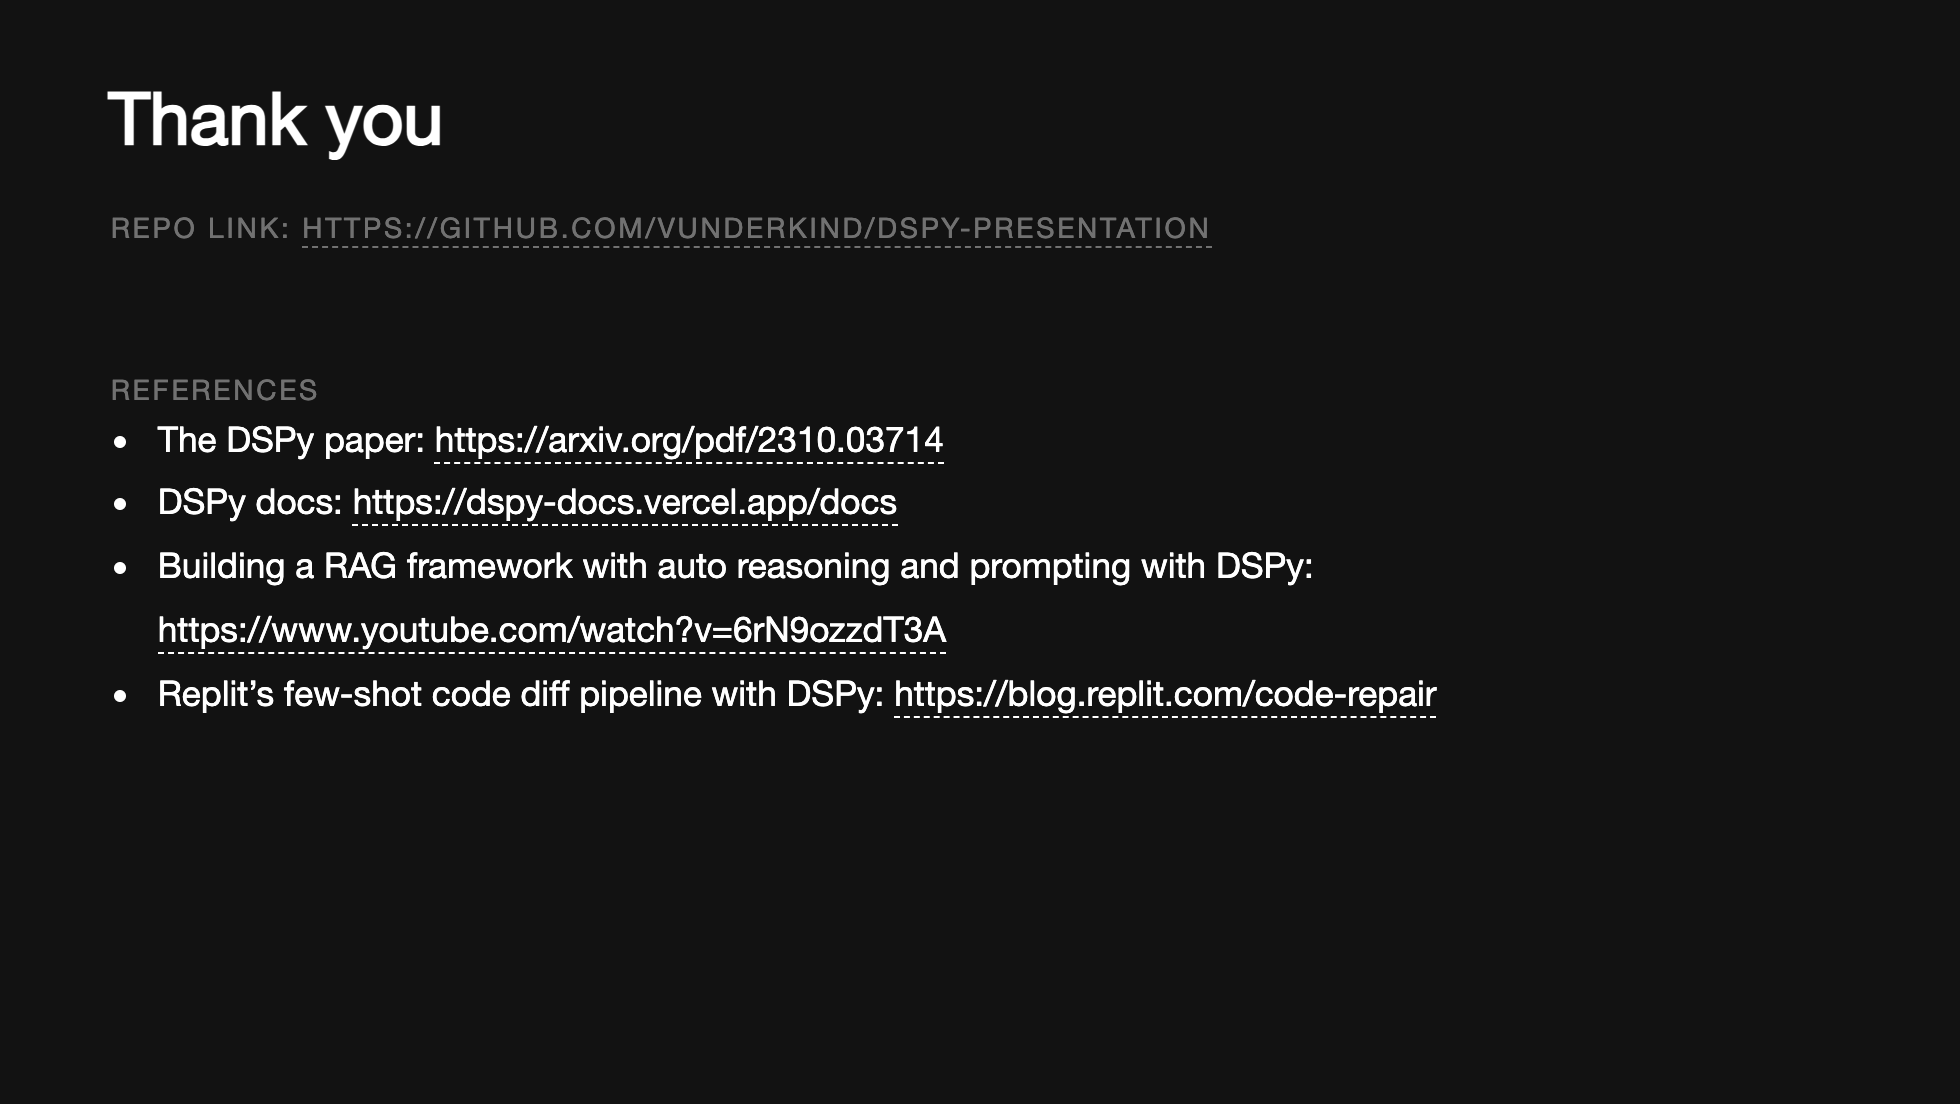 Thank you
REPO LINK: HTTPS://GITHUB.COM/VUNDERKIND/DSPY-PRESENTATION
REFERENCES
• The DSPy paper: https://arxiv.org/pdf/2310.03714
• DSPy docs: https://dspy-docs.vercel.app/docs
• Building a RAG framework with auto reasoning and prompting with DSPy:
https://www.youtube.com/watch?v=6rN9ozzdT3A
• Replit’s few-shot code diff pipeline with DSPy: https://blog.replit.com/code-repair